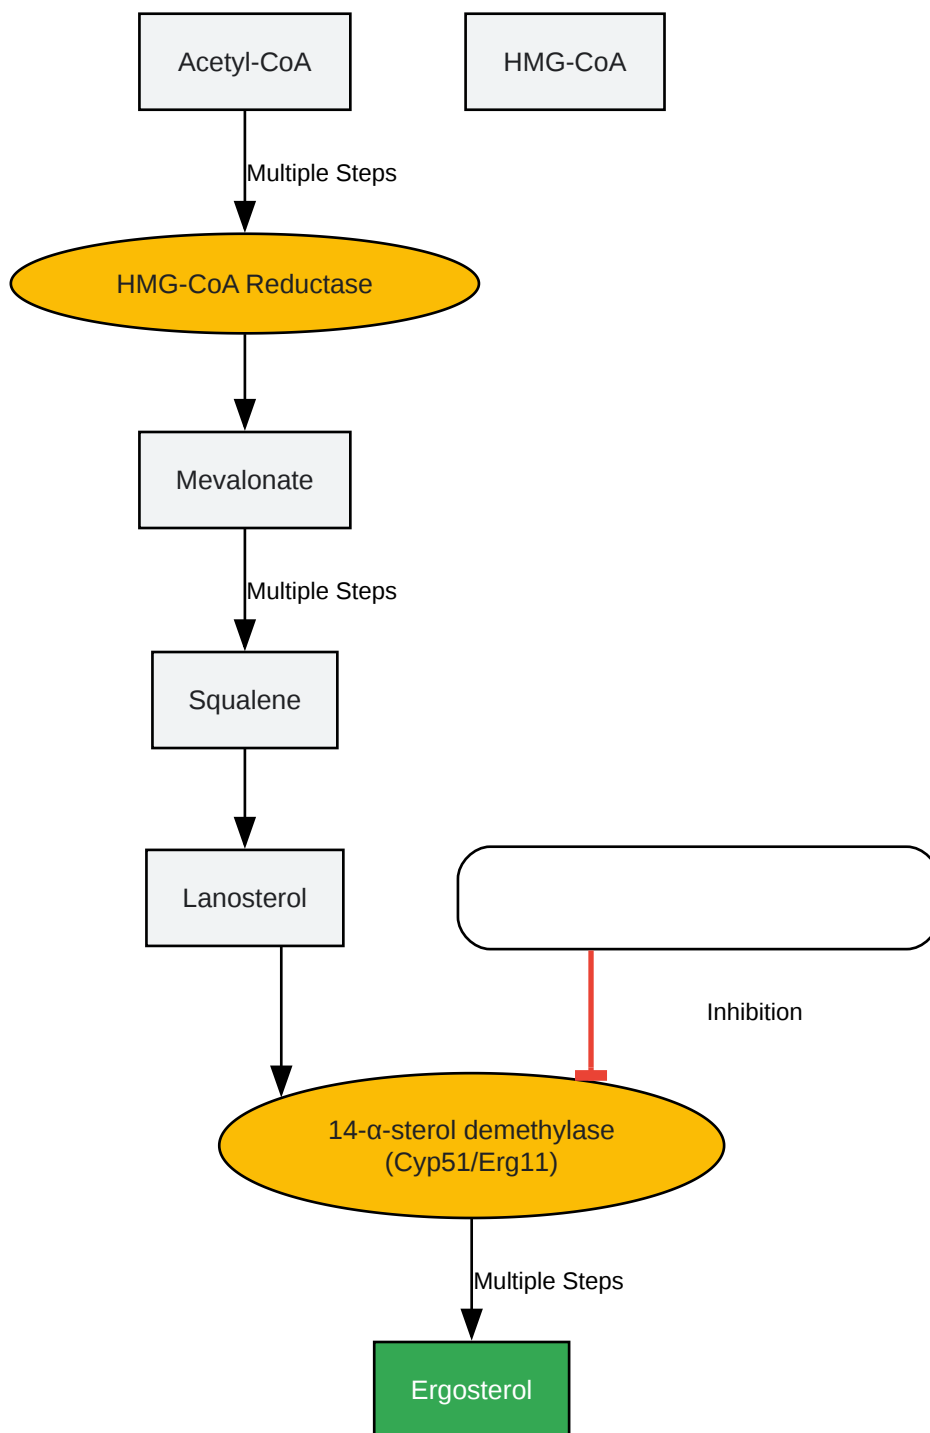 Acetyl-CoA
HMG-CoA
Multiple Steps
HMG-CoA Reductase
Mevalonate
Multiple Steps
Squalene
Lanosterol
Inhibition
14-α-sterol demethylase
(Cyp51/Erg11)
Multiple Steps
Ergosterol